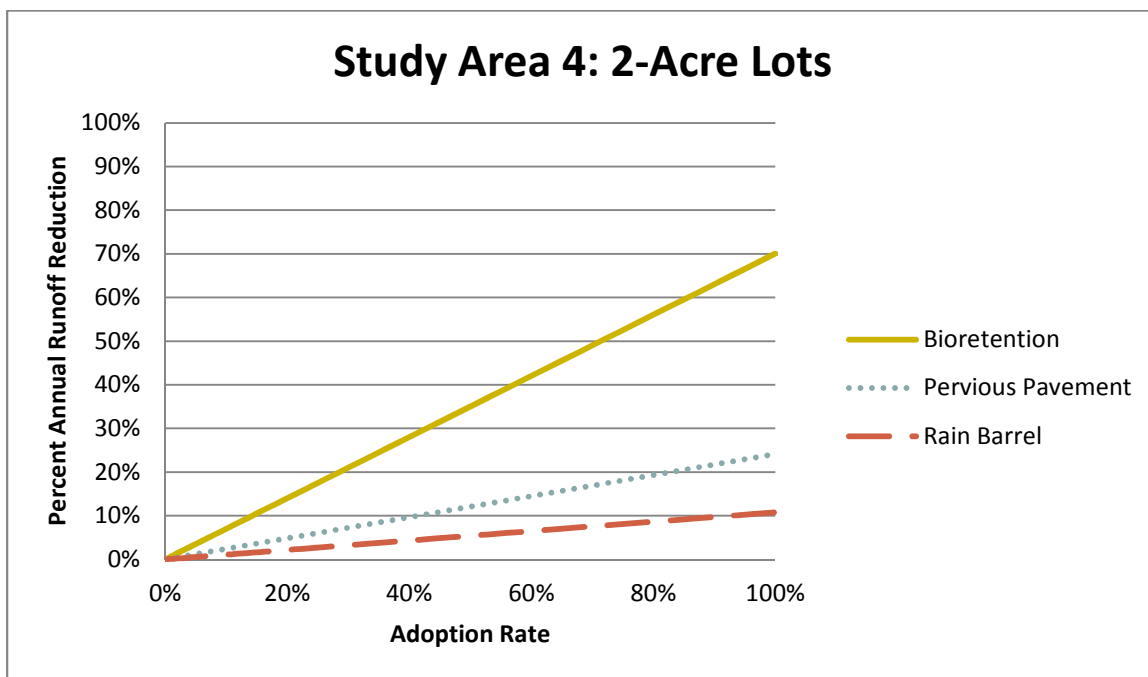 Study Area 4: 2-Acre Lots
Percent Annual Runoff Reduction
100%
90%
80%
70%
60%
50%
40%
30%
20%
10%
0%
0% 20% 40% 60% 80% 100%
Adoption Rate
Bioretention
Pervious Pavement
Rain Barrel